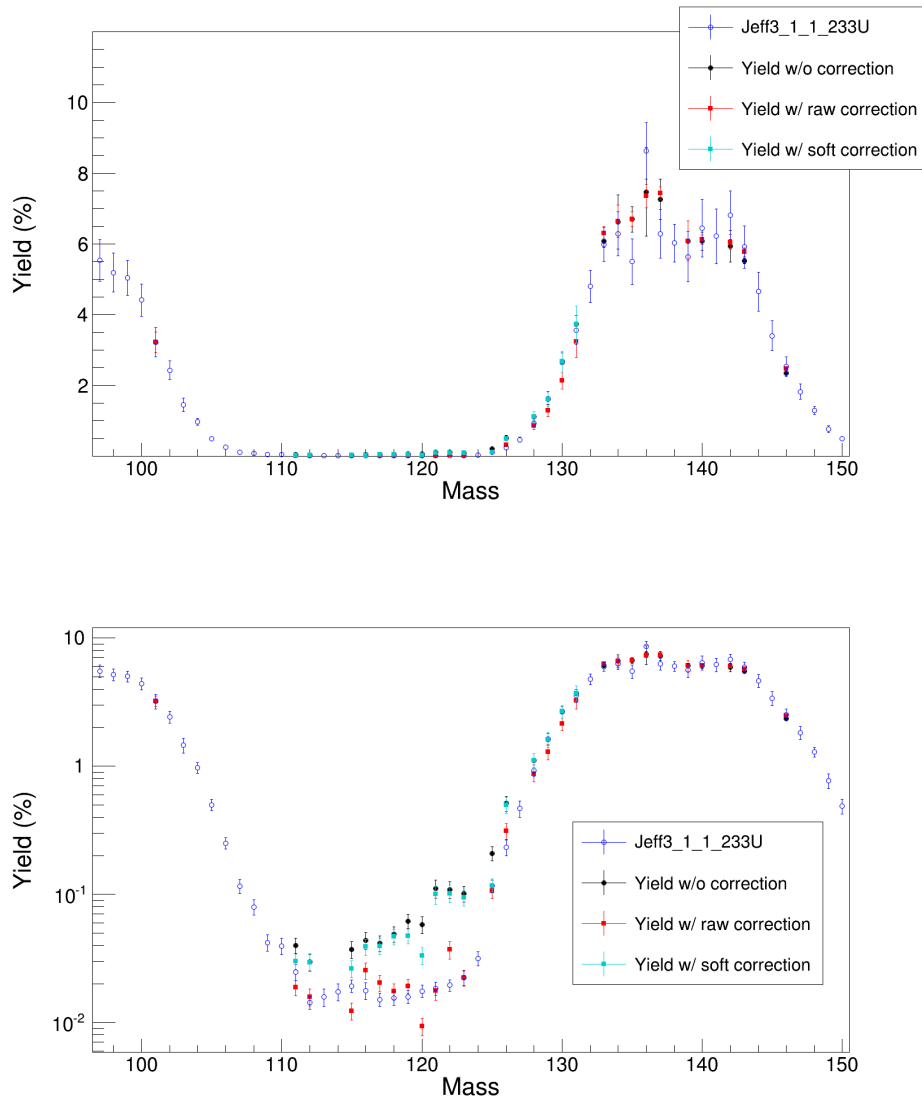 Jeff3_1_1_233U
Yield w/o correction
Yield w/ raw correction
Yield w/ soft correction
Yield (%)
10
8
6
4
2
100 110 120 130 140 150
Mass
10
1
10⁻¹
10⁻²
Yield (%)
Jeff3_1_1_233U
Yield w/o correction
Yield w/ raw correction
Yield w/ soft correction
100 110 120 130 140 150
Mass